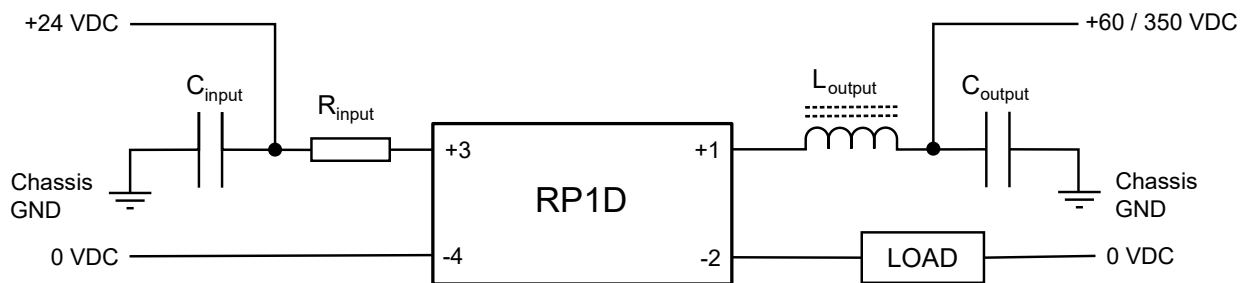 +24 VDC
+60 / 350 VDC
Cinput
Rinput
Loutput
Coutput
+3
+1
RP1D
Chassis
GND
Chassis
GND
0 VDC
-4
-2
LOAD
0 VDC